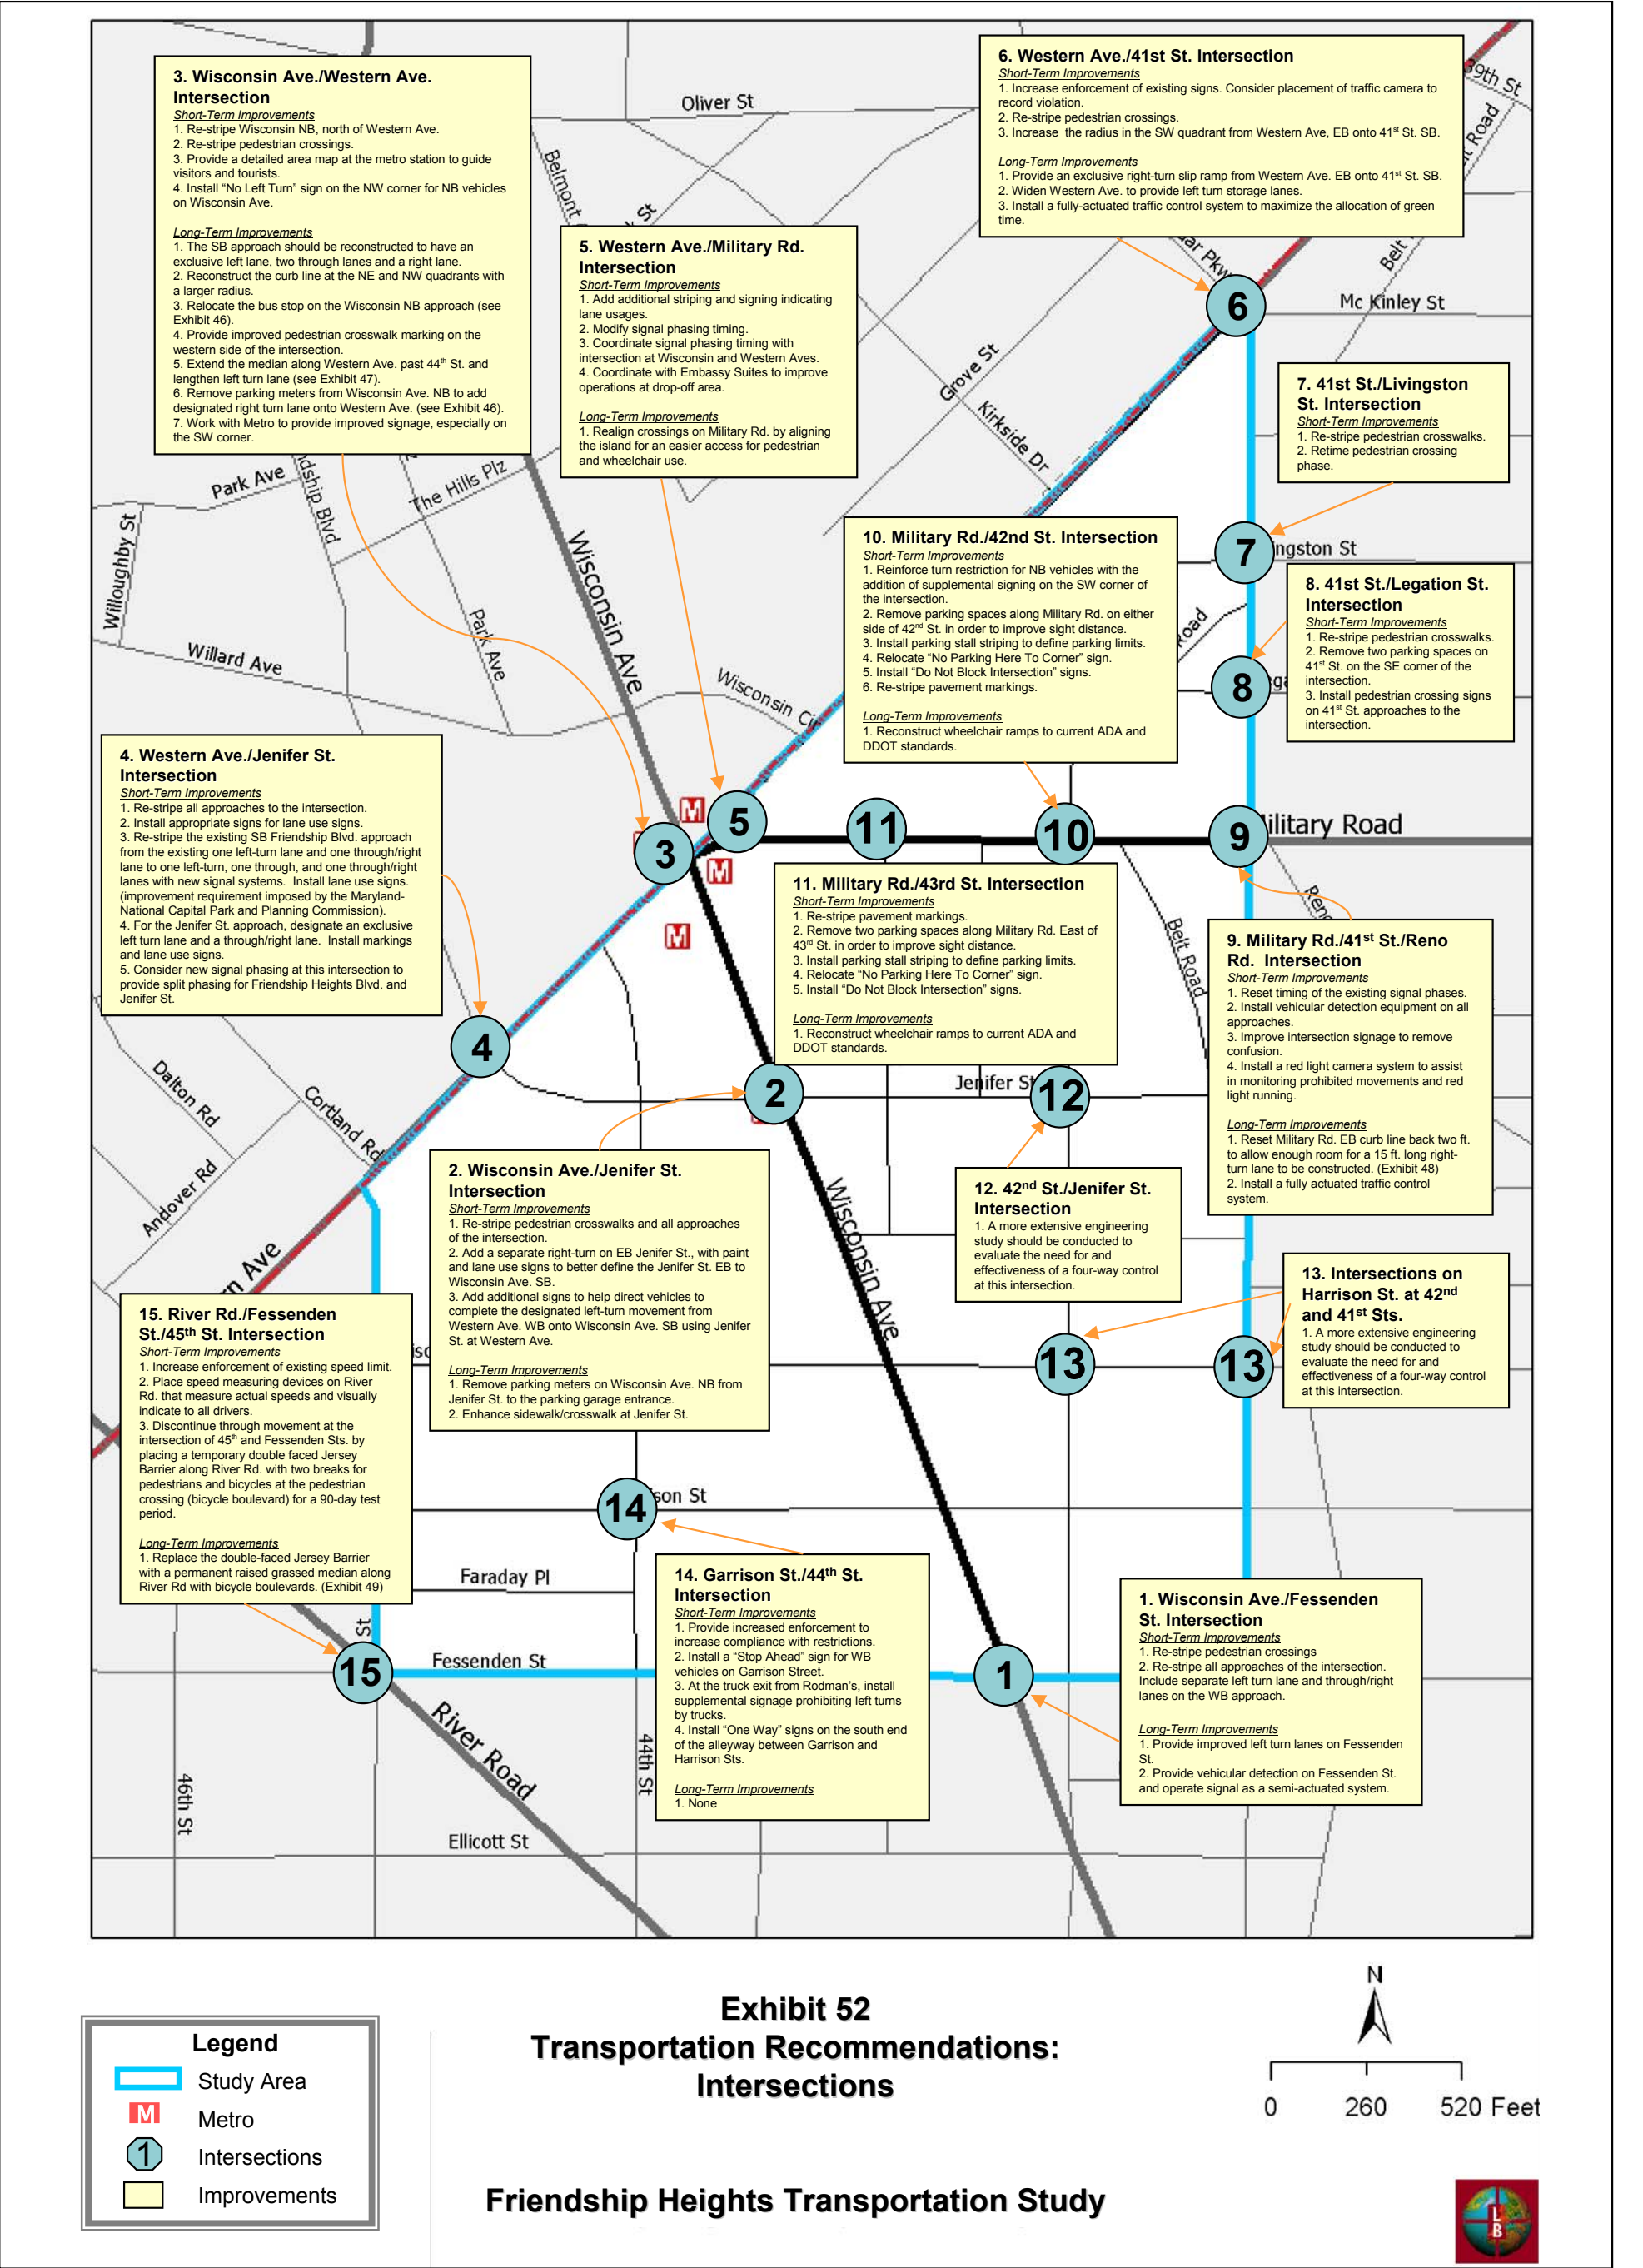 3. Wisconsin Ave./Western Ave.
Intersection
Short-Term Improvements
1. Re-stripe Wisconsin NB, north of Western Ave.
2. Re-stripe pedestrian crossings.
3. Provide a detailed area map at the metro station to guide
visitors and tourists.
4. Install “No Left Turn” sign on the NW corner for NB vehicles
on Wisconsin Ave.
Long-Term Improvements
1. The SB approach should be reconstructed to have an
exclusive left lane, two through lanes and a right lane.
2. Reconstruct the curb line at the NE and NW quadrants with
a larger radius.
3. Relocate the bus stop on the Wisconsin NB approach (see
Exhibit 46).
4. Provide improved pedestrian crosswalk marking on the
western side of the intersection.
5. Extend the median along Western Ave. past 44th St. and
lengthen left turn lane (see Exhibit 47).
6. Remove parking meters from Wisconsin Ave. NB to add
designated right turn lane onto Western Ave. (see Exhibit 46).
7. Work with Metro to provide improved signage, especially on
the SW corner.
6. Western Ave./41st St. Intersection
Short-Term Improvements
1. Increase enforcement of existing signs. Consider placement of traffic camera to
record violation.
2. Re-stripe pedestrian crossings.
3. Increase the radius in the SW quadrant from Western Ave, EB onto 41st St. SB.
Long-Term Improvements
1. Provide an exclusive right-turn slip ramp from Western Ave. EB onto 41st St. SB.
2. Widen Western Ave. to provide left turn storage lanes.
3. Install a fully-actuated traffic control system to maximize the allocation of green
time.
5. Western Ave./Military Rd.
Intersection
Short-Term Improvements
1. Add additional striping and signing indicating
lane usages.
2. Modify signal phasing timing.
3. Coordinate signal phasing timing with
intersection at Wisconsin and Western Aves.
4. Coordinate with Embassy Suites to improve
operations at drop-off area.
Long-Term Improvements
1. Realign crossings on Military Rd. by aligning
the island for an easier access for pedestrian
and wheelchair use.
7. 41st St./Livingston
St. Intersection
Short-Term Improvements
1. Re-stripe pedestrian crosswalks.
2. Retime pedestrian crossing
phase.
10. Military Rd./42nd St. Intersection
Short-Term Improvements
1. Reinforce turn restriction for NB vehicles with the
addition of supplemental signing on the SW corner of
the intersection.
2. Remove parking spaces along Military Rd. on either
side of 42nd St. in order to improve sight distance.
3. Install parking stall striping to define parking limits.
4. Relocate “No Parking Here To Corner” sign.
5. Install “Do Not Block Intersection” signs.
6. Re-stripe pavement markings.
Long-Term Improvements
1. Reconstruct wheelchair ramps to current ADA and
DDOT standards.
8. 41st St./Legation St.
Intersection
Short-Term Improvements
1. Re-stripe pedestrian crosswalks.
2. Remove two parking spaces on
41st St. on the SE corner of the
intersection.
3. Install pedestrian crossing signs
on 41st St. approaches to the
intersection.
4. Western Ave./Jenifer St.
Intersection
Short-Term Improvements
1. Re-stripe all approaches to the intersection.
2. Install appropriate signs for lane use signs.
3. Re-stripe the existing SB Friendship Blvd. approach
from the existing one left-turn lane and one through/right
lane to one left-turn, one through, and one through/right
lanes with new signal systems. Install lane use signs.
(improvement requirement imposed by the Maryland-
National Capital Park and Planning Commission).
4. For the Jenifer St. approach, designate an exclusive
left turn lane and a through/right lane. Install markings
and lane use signs.
5. Consider new signal phasing at this intersection to
provide split phasing for Friendship Heights Blvd. and
Jenifer St.
11. Military Rd./43rd St. Intersection
Short-Term Improvements
1. Re-stripe pavement markings.
2. Remove two parking spaces along Military Rd. East of
43rd St. in order to improve sight distance.
3. Install parking stall striping to define parking limits.
4. Relocate “No Parking Here To Corner” sign.
5. Install “Do Not Block Intersection” signs.
Long-Term Improvements
1. Reconstruct wheelchair ramps to current ADA and
DDOT standards.
9. Military Rd./41st St./Reno
Rd. Intersection
Short-Term Improvements
1. Reset timing of the existing signal phases.
2. Install vehicular detection equipment on all
approaches.
3. Improve intersection signage to remove
confusion.
4. Install a red light camera system to assist
in monitoring prohibited movements and red
light running.
Long-Term Improvements
1. Reset Military Rd. EB curb line back two ft.
to allow enough room for a 15 ft. long right-
turn lane to be constructed. (Exhibit 48)
2. Install a fully actuated traffic control
system.
2. Wisconsin Ave./Jenifer St.
Intersection
Short-Term Improvements
1. Re-stripe pedestrian crosswalks and all approaches
of the intersection.
2. Add a separate right-turn on EB Jenifer St., with paint
and lane use signs to better define the Jenifer St. EB to
Wisconsin Ave. SB.
3. Add additional signs to help direct vehicles to
complete the designated left-turn movement from
Western Ave. WB onto Wisconsin Ave. SB using Jenifer
St. at Western Ave.
Long-Term Improvements
1. Remove parking meters on Wisconsin Ave. NB from
Jenifer St. to the parking garage entrance.
2. Enhance sidewalk/crosswalk at Jenifer St.
12. 42nd St./Jenifer St.
Intersection
1. A more extensive engineering
study should be conducted to
evaluate the need for and
effectiveness of a four-way control
at this intersection.
13. Intersections on
Harrison St. at 42nd
and 41st Sts.
1. A more extensive engineering
study should be conducted to
evaluate the need for and
effectiveness of a four-way control
at this intersection.
15. River Rd./Fessenden
St./45th St. Intersection
Short-Term Improvements
1. Increase enforcement of existing speed limit.
2. Place speed measuring devices on River
Rd. that measure actual speeds and visually
indicate to all drivers.
3. Discontinue through movement at the
intersection of 45th and Fessenden Sts. by
placing a temporary double faced Jersey
Barrier along River Rd. with two breaks for
pedestrians and bicycles at the pedestrian
crossing (bicycle boulevard) for a 90-day test
period.
Long-Term Improvements
1. Replace the double-faced Jersey Barrier
with a permanent raised grassed median along
River Rd with bicycle boulevards. (Exhibit 49)
14. Garrison St./44th St.
Intersection
Short-Term Improvements
1. Provide increased enforcement to
increase compliance with restrictions.
2. Install a “Stop Ahead” sign for WB
vehicles on Garrison Street.
3. At the truck exit from Rodman’s, install
supplemental signage prohibiting left turns
by trucks.
4. Install “One Way” signs on the south end
of the alleyway between Garrison and
Harrison Sts.
Long-Term Improvements
1. None
1. Wisconsin Ave./Fessenden
St. Intersection
Short-Term Improvements
1. Re-stripe pedestrian crossings
2. Re-stripe all approaches of the intersection.
Include separate left turn lane and through/right
lanes on the WB approach.
Long-Term Improvements
1. Provide improved left turn lanes on Fessenden
St.
2. Provide vehicular detection on Fessenden St.
and operate signal as a semi-actuated system.
Oliver St
39th St
Belmont
Belt
Mc Kinley St
Grove St
Kirkside Dr
Park Ave
The Hills Plz
Willoughby St
Willard Ave
Park Ave
Wisconsin Ave
Wisconsin Cir
Road
Belt Road
Jenifer St
Dalton Rd
Cortland Rd
Andover Rd
Wisconsin Ave
Faraday Pl
Fessenden St
River Road
44th St
46th St
Ellicott St
6
7
8
5
3
11
10
9
4
2
12
13
13
14
15
1
M
M
M
Legend
Study Area
M Metro
1 Intersections
Improvements
Exhibit 52
Transportation Recommendations:
Intersections
Friendship Heights Transportation Study
N
0 260 520 Feet
L
B